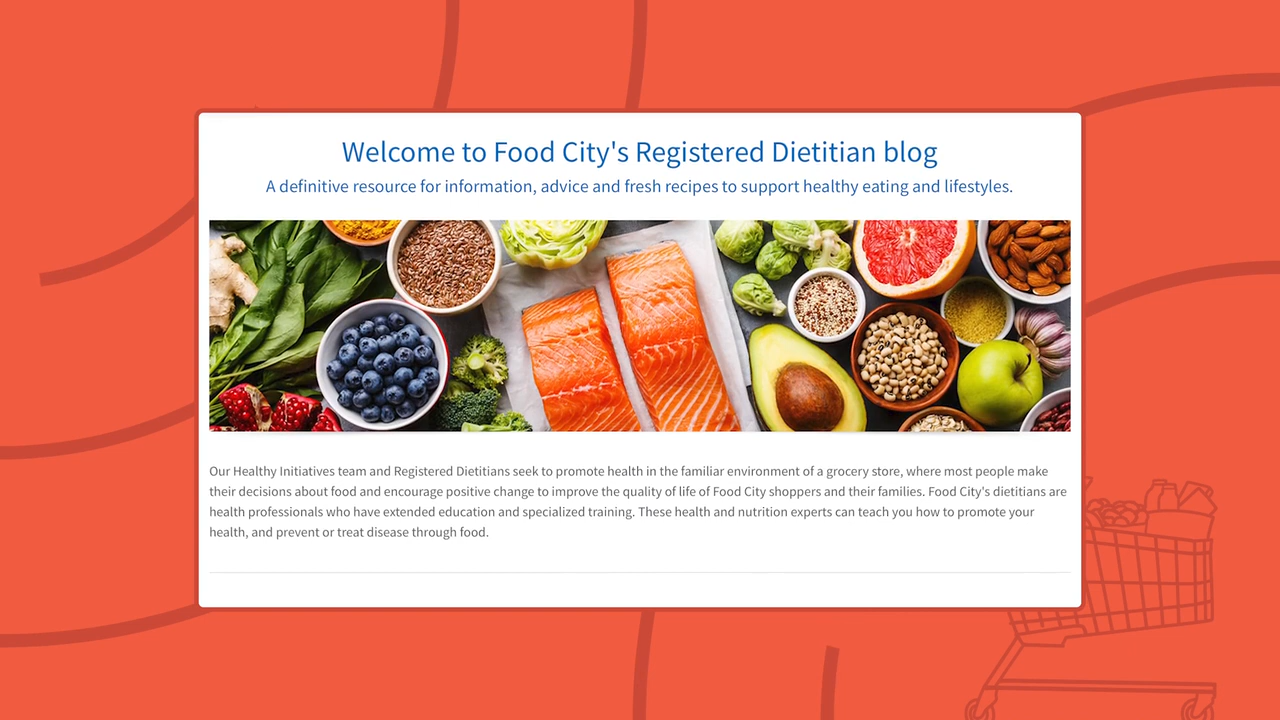 Welcome to Food City's Registered Dietitian blog
A definitive resource for information, advice and fresh recipes to support healthy eating and lifestyles.
Our Healthy Initiatives team and Registered Dietitians seek to promote health in the familiar environment of a grocery store, where most people make
their decisions about food and encourage positive change to improve the quality of life of Food City shoppers and their families. Food City's dietitians are
health professionals who have extended education and specialized training. These health and nutrition experts can teach you how to promote your
health, and prevent or treat disease through food.